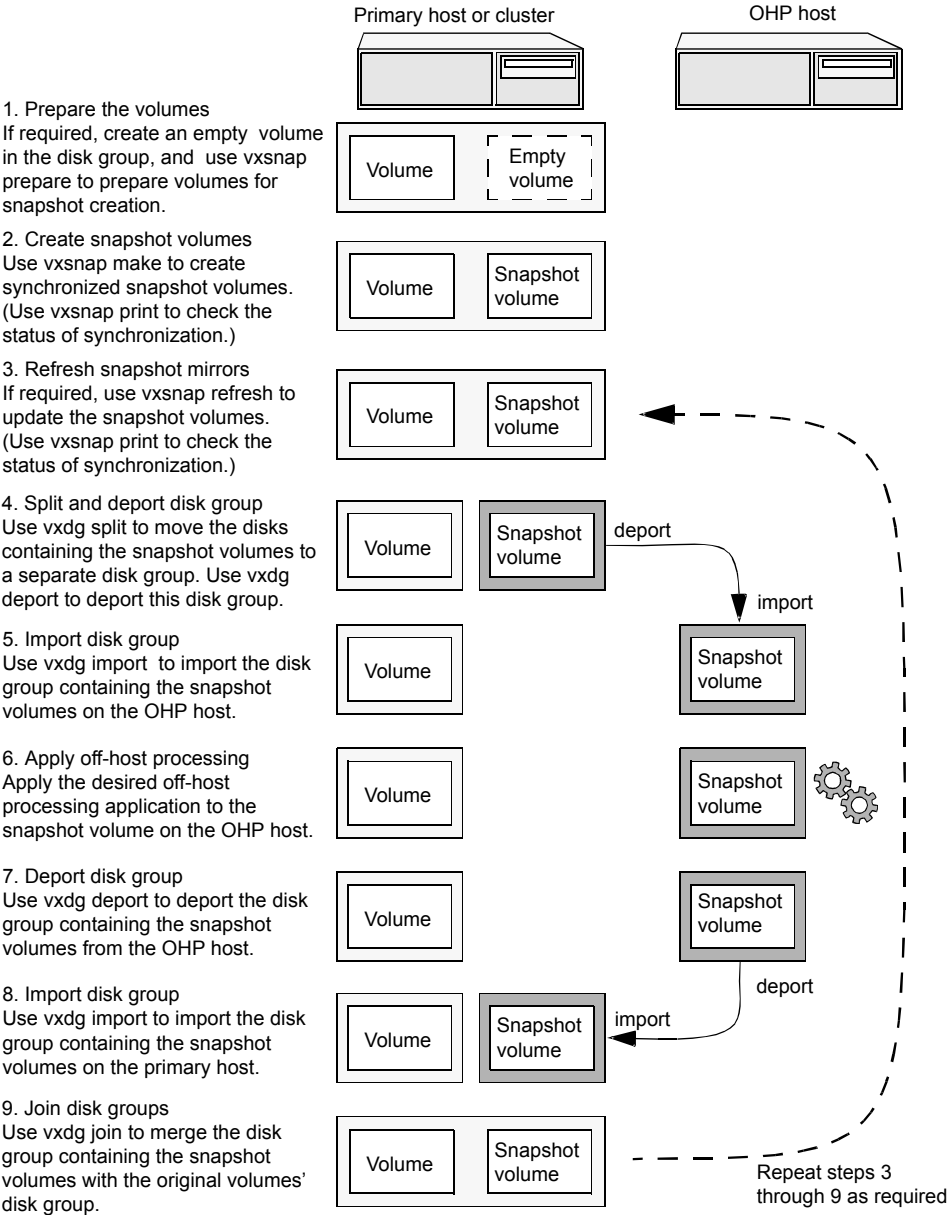 Primary host or cluster
OHP host
1. Prepare the volumes
If required, create an empty volume
in the disk group, and use vxsnap
prepare to prepare volumes for
snapshot creation.
Volume
Empty
volume
2. Create snapshot volumes
Use vxsnap make to create
synchronized snapshot volumes.
(Use vxsnap print to check the
status of synchronization.)
Volume
Snapshot
volume
3. Refresh snapshot mirrors
If required, use vxsnap refresh to
update the snapshot volumes.
(Use vxsnap print to check the
status of synchronization.)
Volume
Snapshot
volume
4. Split and deport disk group
Use vxdg split to move the disks
containing the snapshot volumes to
a separate disk group. Use vxdg
deport to deport this disk group.
Volume
Snapshot
volume
deport
import
5. Import disk group
Use vxdg import to import the disk
group containing the snapshot
volumes on the OHP host.
Volume
Snapshot
volume
6. Apply off-host processing
Apply the desired off-host
processing application to the
snapshot volume on the OHP host.
Volume
Snapshot
volume
7. Deport disk group
Use vxdg deport to deport the disk
group containing the snapshot
volumes from the OHP host.
Volume
Snapshot
volume
deport
8. Import disk group
Use vxdg import to import the disk
group containing the snapshot
volumes on the primary host.
Volume
Snapshot
volume
import
9. Join disk groups
Use vxdg join to merge the disk
group containing the snapshot
volumes with the original volumes’
disk group.
Volume
Snapshot
volume
Repeat steps 3
through 9 as required